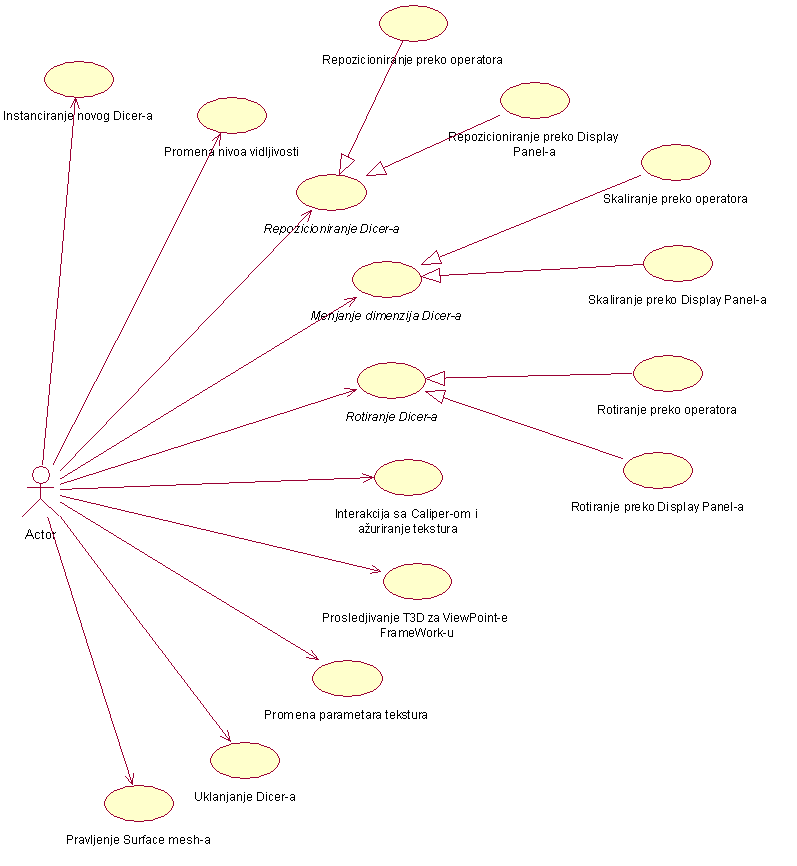 Repozicioniranje preko operatora
Instanciranje novog Dicer-a
Promena nivoa vidljivosti
Repozicioniranje preko Display
Panel-a
Skaliranje preko operatora
Repozicioniranje Dicer-a
Skaliranje preko Display Panel-a
Menjanje dimenzija Dicer-a
Rotiranje preko operatora
Rotiranje Dicer-a
Rotiranje preko Display Panel-a
Interakcija sa Caliper-om i
ažuriranje tekstura
Actor
Prosledjivanje T3D za ViewPoint-e
FrameWork-u
Promena parametara tekstura
Uklanjanje Dicer-a
Pravljenje Surface mesh-a